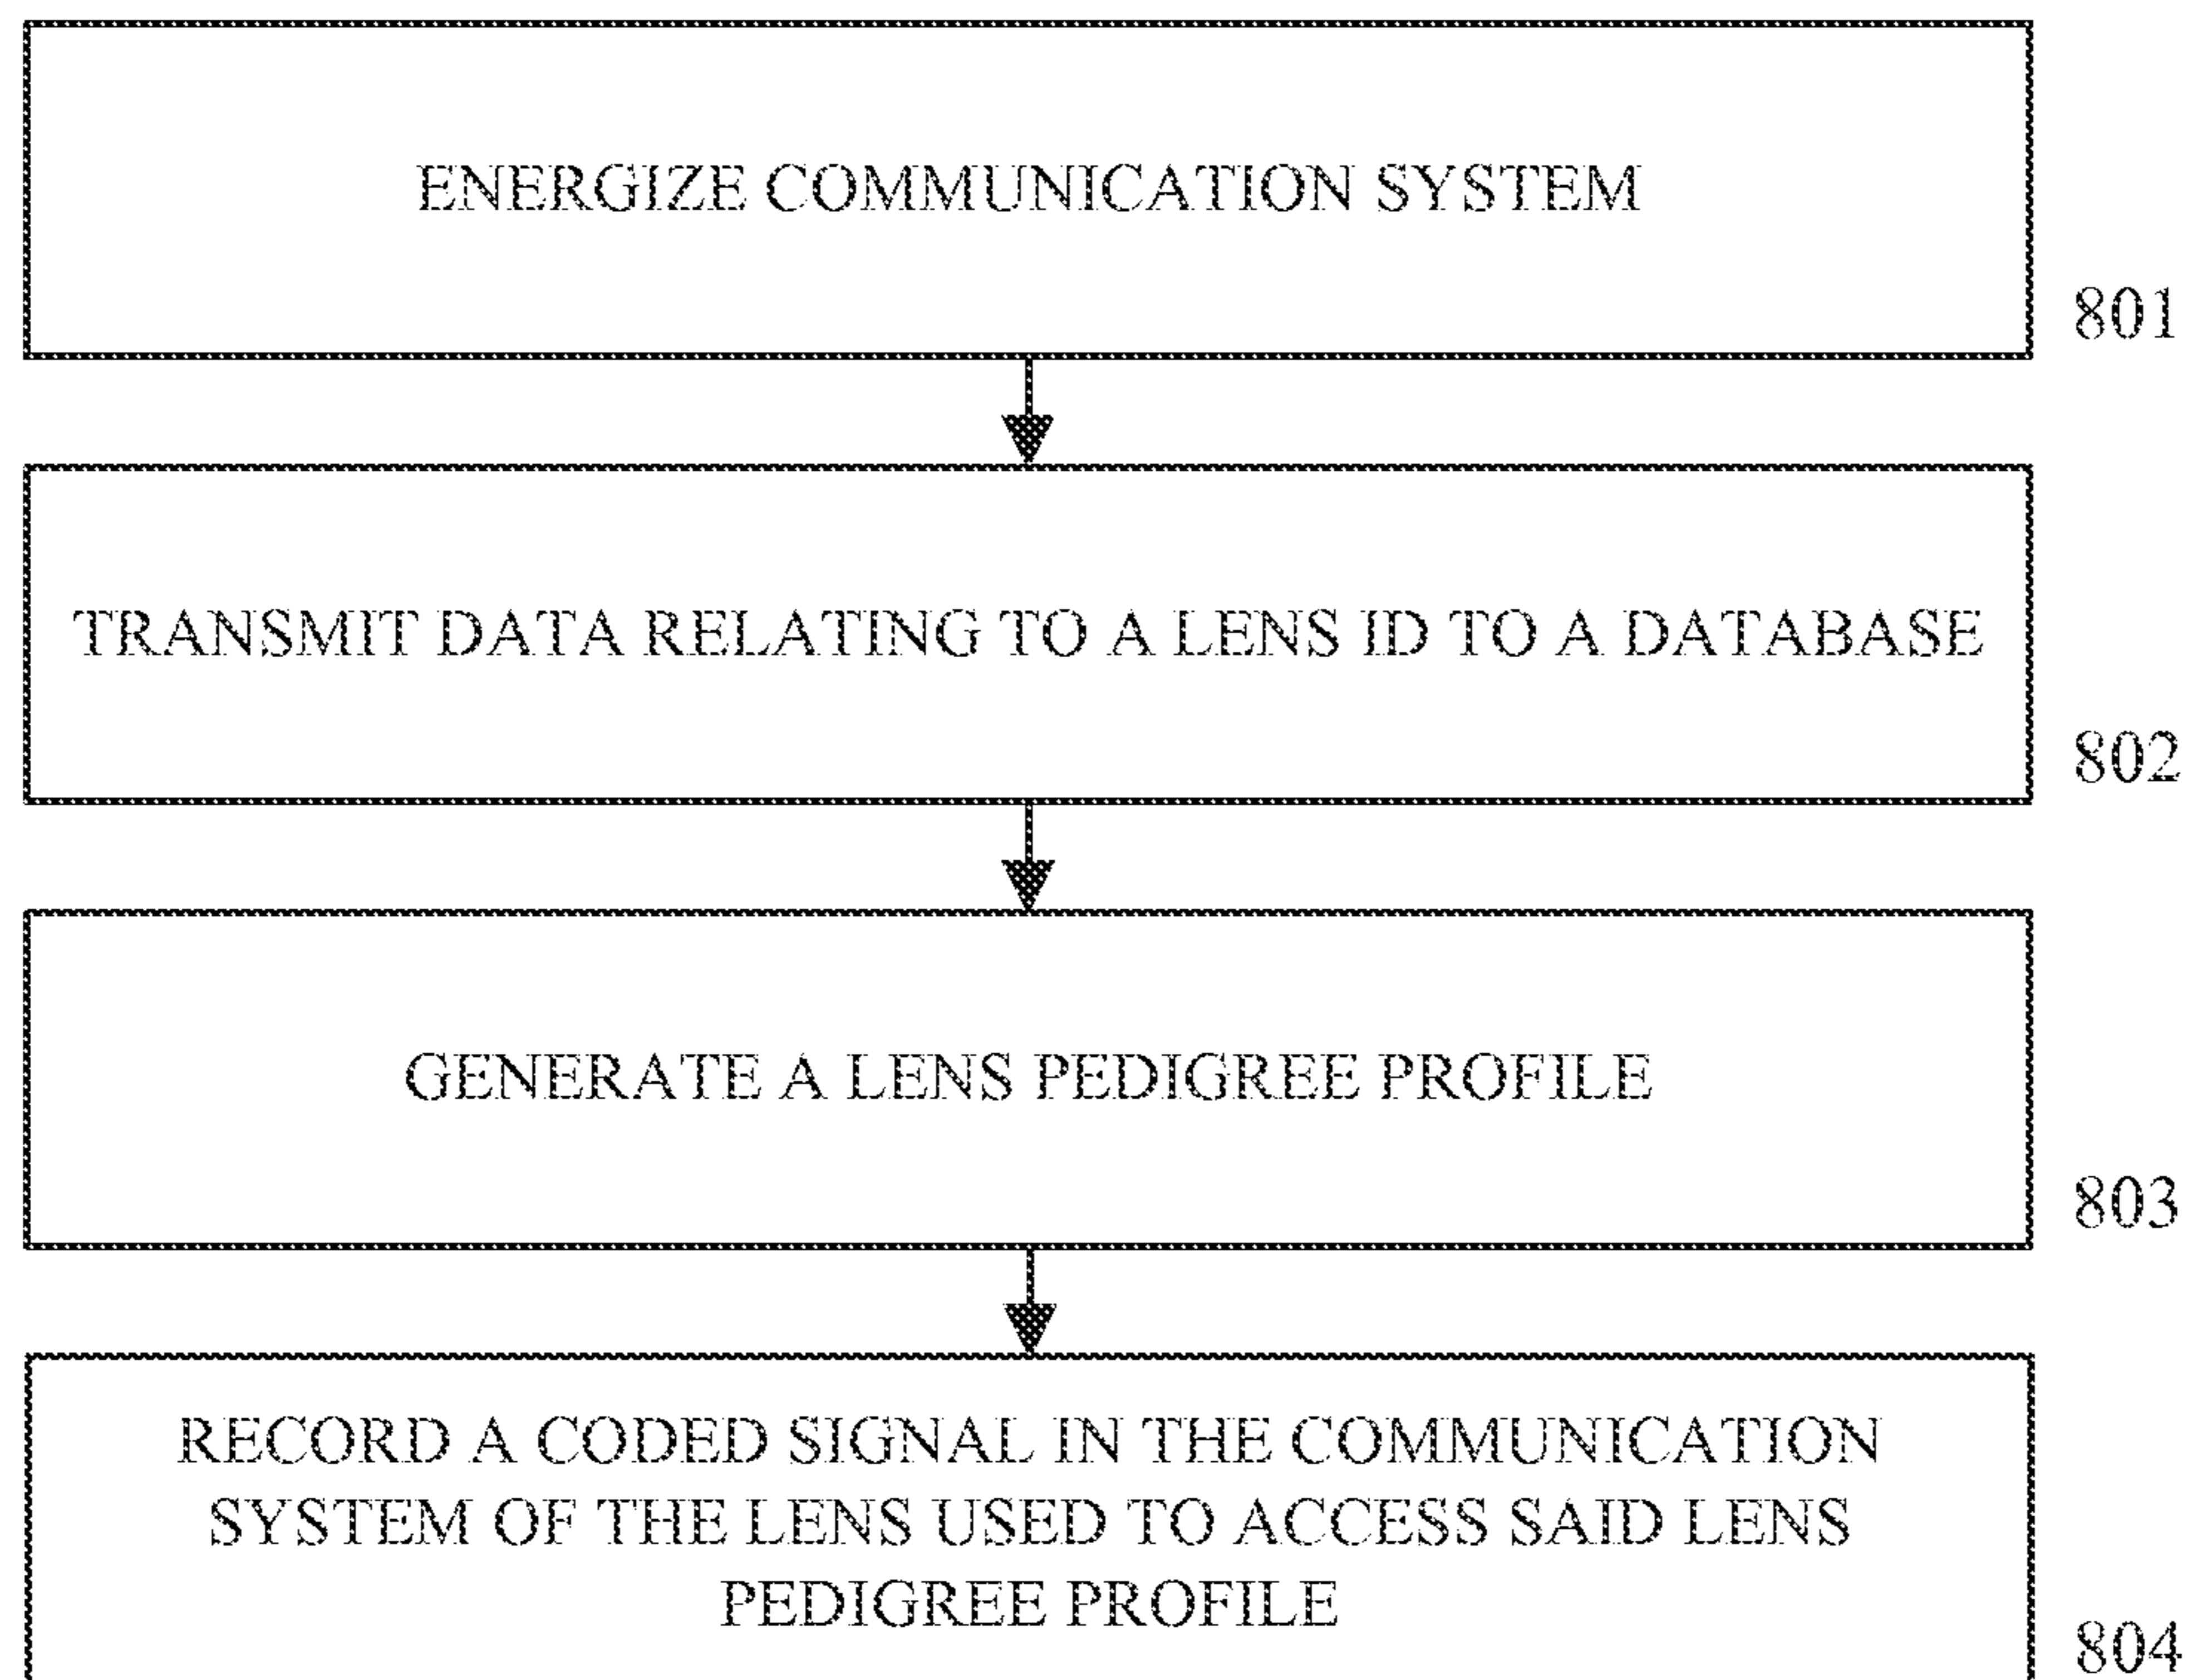 ENERGIZE COMMUNICATION SYSTEM
801
TRANSMIT DATA RELATING TO A LENS ID TO A DATABASE
802
GENERATE A LENS PEDIGREE PROFILE
803
RECORD A CODED SIGNAL IN THE COMMUNICATION
SYSTEM OF THE LENS USED TO ACCESS SAID LENS
PEDIGREE PROFILE
804